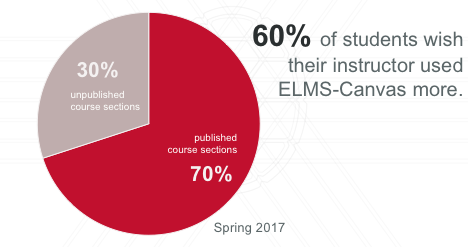 60% of students wish
their instructor used
ELMS-Canvas more.
30%
unpublished
course sections
published
course sections
70%
Spring 2017